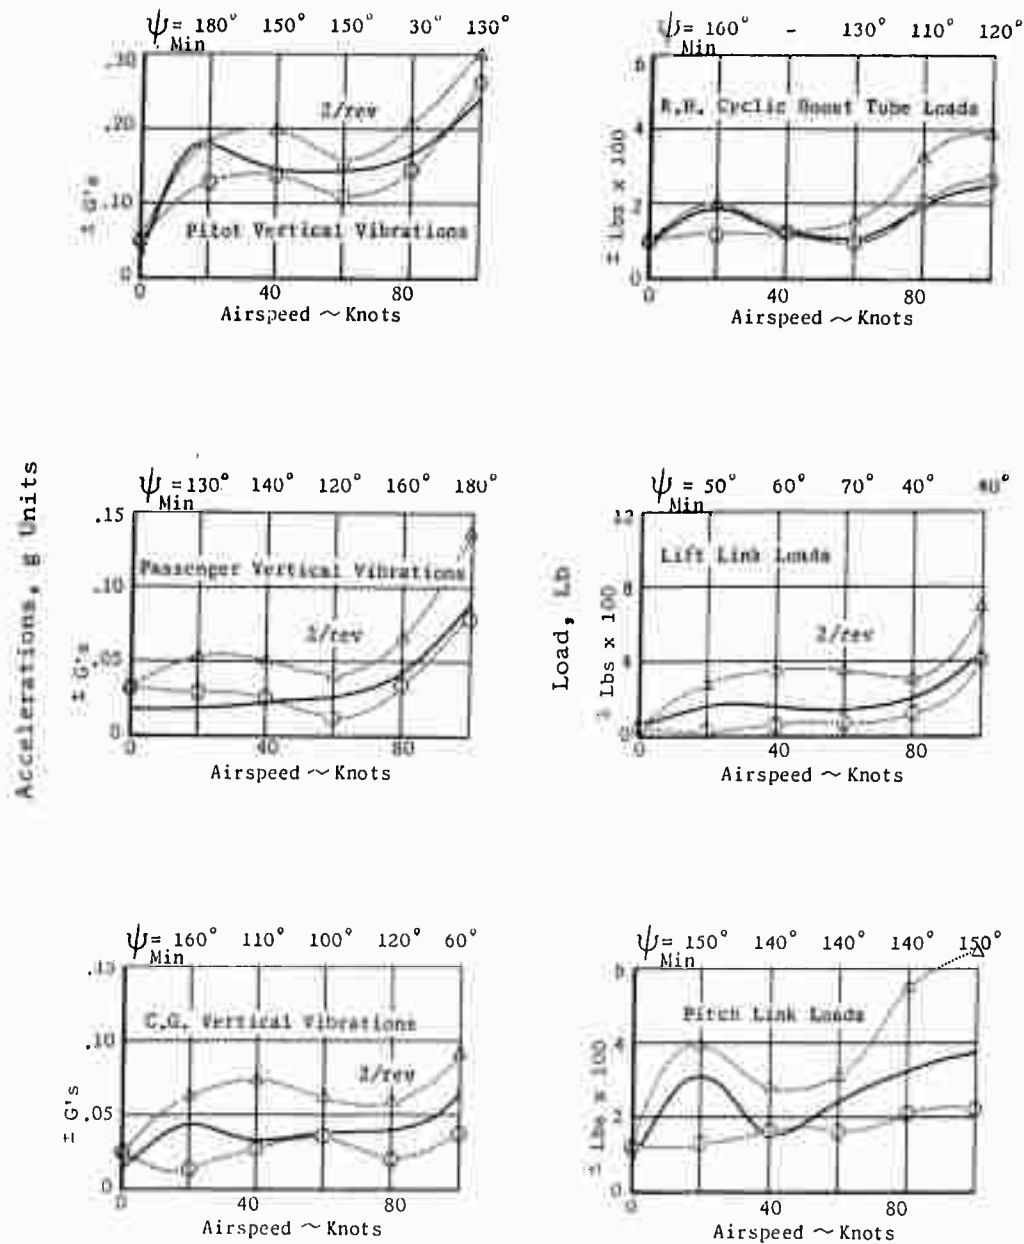 ψMin = 180° 150° 150° 30° 130°
.30
.20
.10
0
± G's
2/rev
Pilot Vertical Vibrations
0 40 80
Airspeed ~ Knots
ψMin = 160° - 130° 110° 120°
6
4
2
0
± Lbs x 100
R.H. Cyclic Boost Tube Loads
0 40 80
Airspeed ~ Knots
Accelerations, g Units
ψMin = 130° 140° 120° 160° 180°
.15
.10
.05
0
± G's
Passenger Vertical Vibrations
2/rev
0 40 80
Airspeed ~ Knots
Load, Lb
ψMin = 50° 60° 70° 40°
12
8
4
0
± Lbs x 100
Lift Link Loads
2/rev
0 40 80
Airspeed ~ Knots
ψMin = 160° 110° 100° 120° 60°
.15
.10
.05
0
± G's
C.G. Vertical Vibrations
2/rev
0 40 80
Airspeed ~ Knots
ψMin = 150° 140° 140° 140° 150°
6
4
2
0
± Lbs x 100
Pitch Link Loads
0 40 80
Airspeed ~ Knots